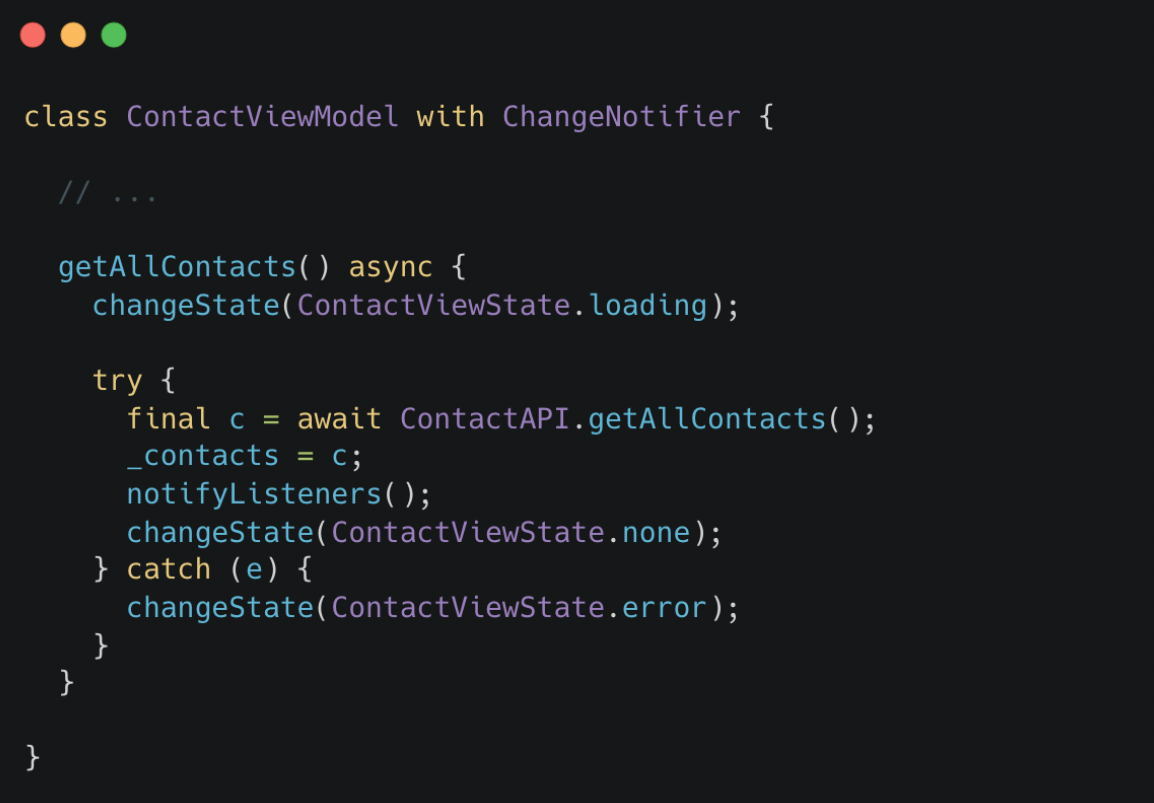 class ContactViewModel with ChangeNotifier {
// ...
getAllContacts() async {
changeState(ContactViewState.loading);
try {
final c = await ContactAPI.getAllContacts();
_contacts = c;
notifyListeners();
changeState(ContactViewState.none);
} catch (e) {
changeState(ContactViewState.error);
}
}
}